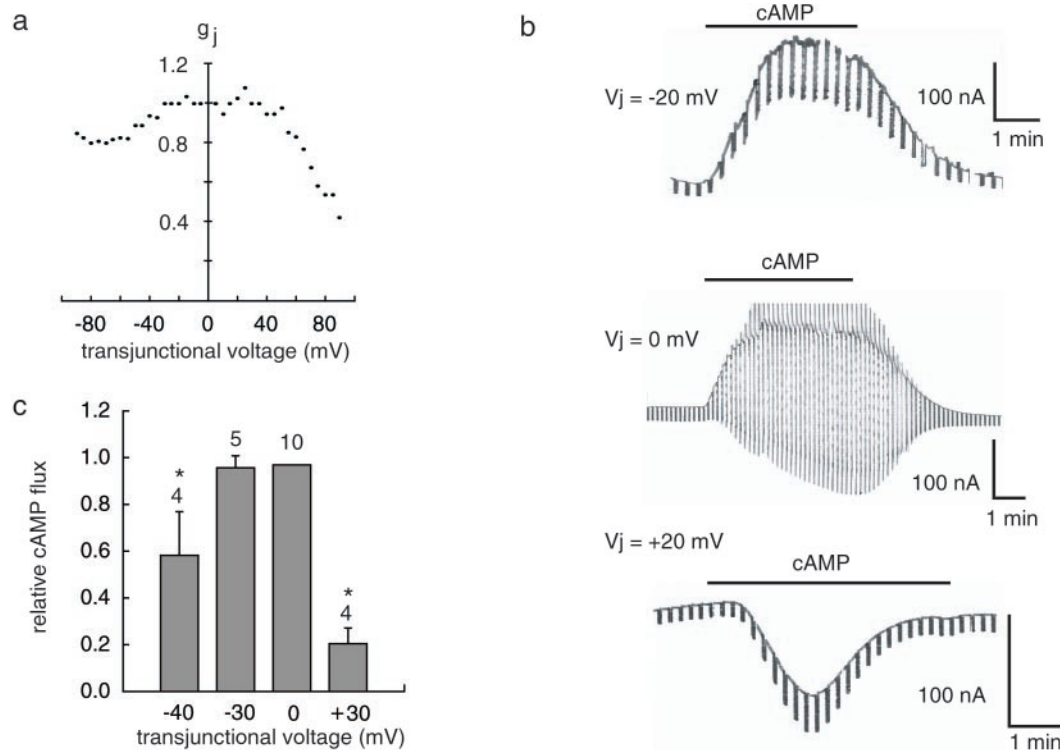 a
g j
1.2
0.8
0.4
-80 -40 0 40 80
transjunctional voltage (mV)
b
cAMP
Vj = -20 mV
100 nA
1 min
cAMP
Vj = 0 mV
100 nA
1 min
Vj = +20 mV
cAMP
100 nA
1 min
c
relative cAMP flux
1.2
1.0
0.8
0.6
0.4
0.2
0.0
*
4
5
10
*
4
-40 -30 0 +30
transjunctional voltage (mV)